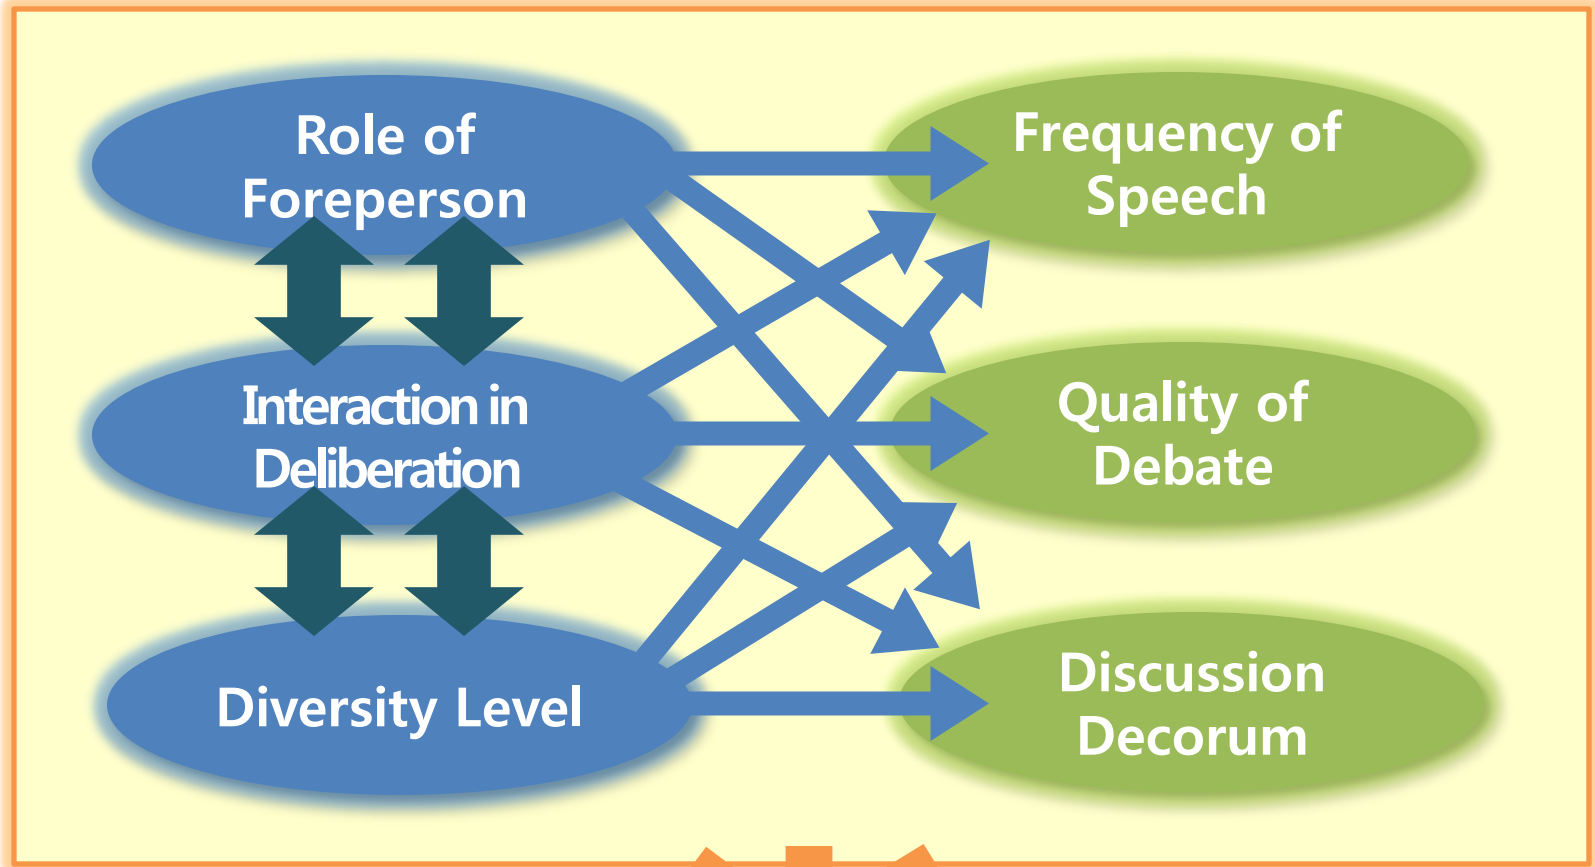 Role of
Foreperson
Frequency of
Speech
Interaction in
Deliberation
Quality of
Debate
Diversity Level
Discussion
Decorum